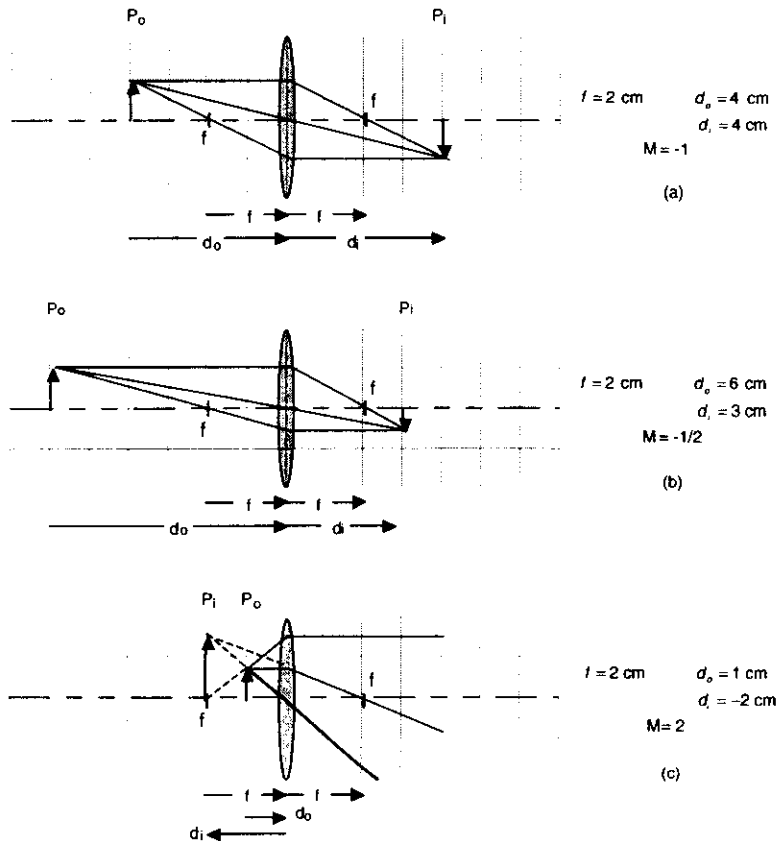 P₀ Pᵢ
f
f
f = 2 cm dₒ = 4 cm
dᵢ = 4 cm
M = -1
(a)
f f
dₒ dᵢ
Pₒ Pᵢ
f
f
f = 2 cm dₒ = 6 cm
dᵢ = 3 cm
M = -1/2
(b)
f f
dₒ dᵢ
Pᵢ Pₒ
f
f
f = 2 cm dₒ = 1 cm
dᵢ = -2 cm
M = 2
(c)
f f
dₒ
dᵢ